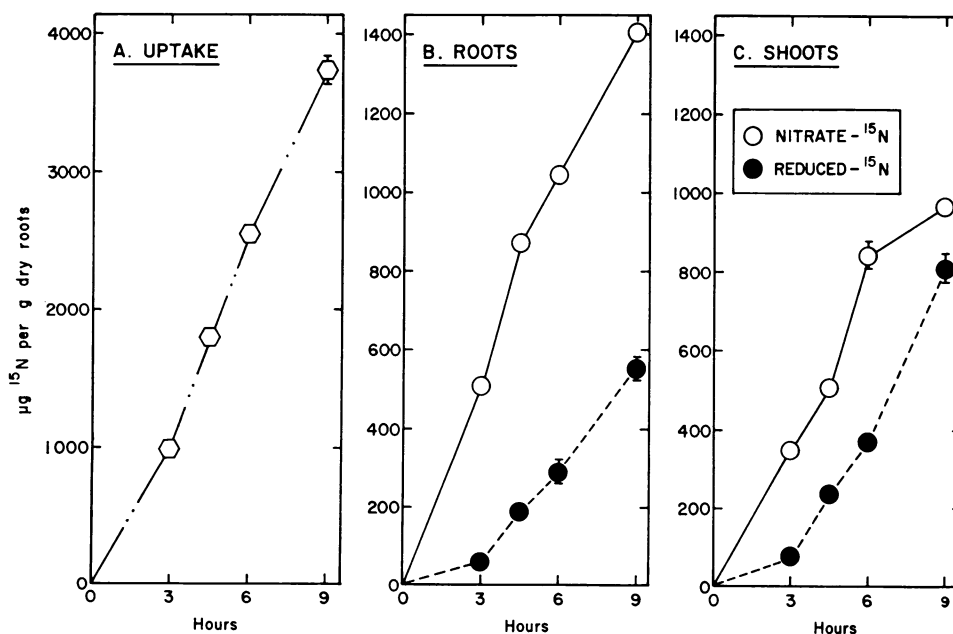 A. UPTAKE
4000
3000
2000
1000
0
0 3 6 9
Hours
µg ¹⁵N per g dry roots
B. ROOTS
1400
1200
1000
800
600
400
200
0
0 3 6 9
Hours
C. SHOOTS
NITRATE - ¹⁵N
REDUCED - ¹⁵N
1400
1200
1000
800
600
400
200
0
0 3 6 9
Hours